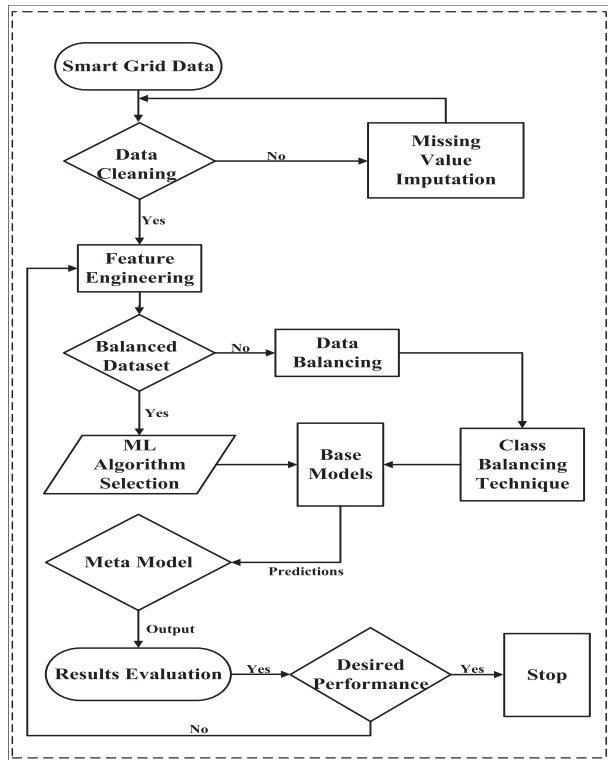 Smart Grid Data
Data
Cleaning
No
Missing
Value
Imputation
Yes
Feature
Engineering
Balanced
Dataset
No
Data
Balancing
Yes
ML
Algorithm
Selection
Base
Models
Class
Balancing
Technique
Meta Model
Predictions
Output
Results Evaluation
Yes
Desired
Performance
Yes
Stop
No